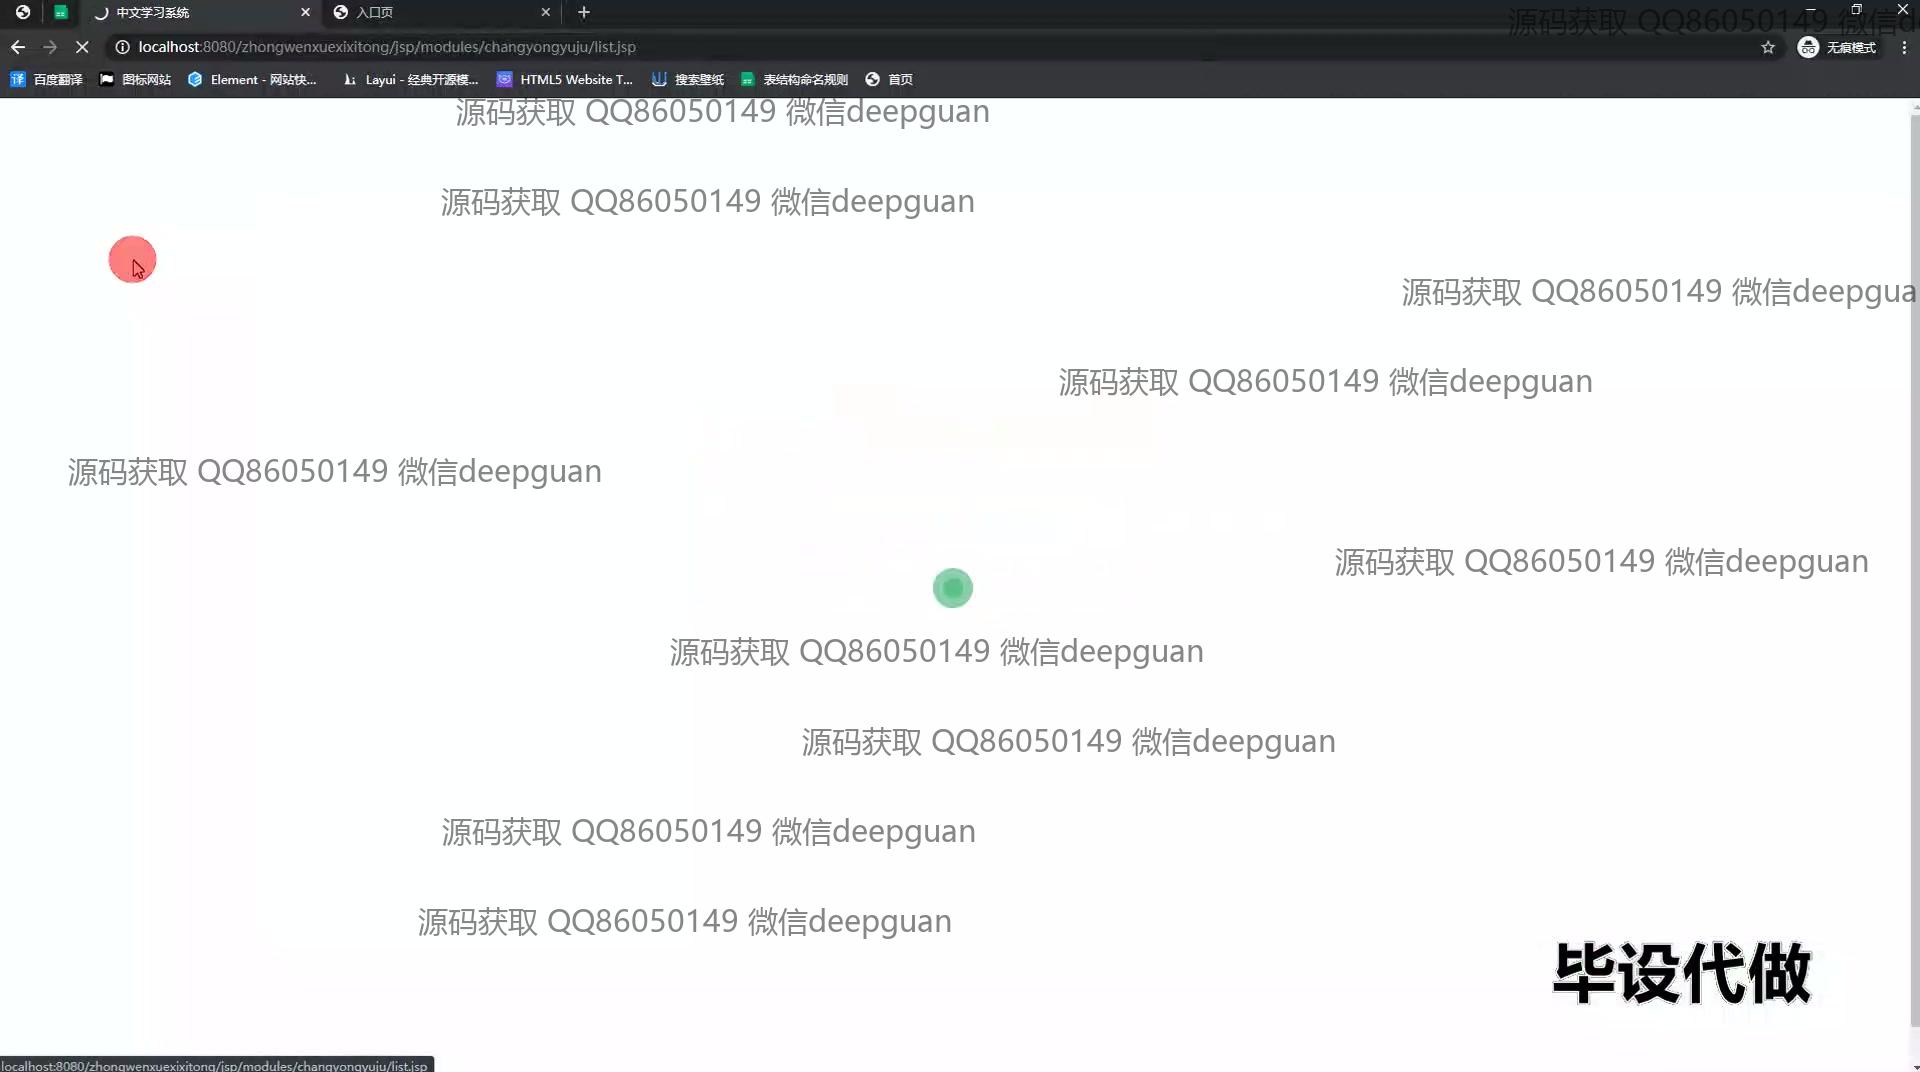 中文学习系统 入口页
源码获取 QQ86050149 微信d
localhost:8080/zhongwenxuexixitong/jsp/modules/changyongyuju/list.jsp 无痕模式
百度翻译 图标网站 Element - 网站快... Layui - 经典开源模... HTML5 Website T... 搜索壁纸 表结构命名规则 首页
源码获取 QQ86050149 微信deepguan
源码获取 QQ86050149 微信deepguan
源码获取 QQ86050149 微信deepgua
源码获取 QQ86050149 微信deepguan
源码获取 QQ86050149 微信deepguan
源码获取 QQ86050149 微信deepguan
源码获取 QQ86050149 微信deepguan
源码获取 QQ86050149 微信deepguan
源码获取 QQ86050149 微信deepguan
源码获取 QQ86050149 微信deepguan
毕设代做
localhost:8080/zhongwenxuexixitong/jsp/modules/changyongyuju/list.jsp